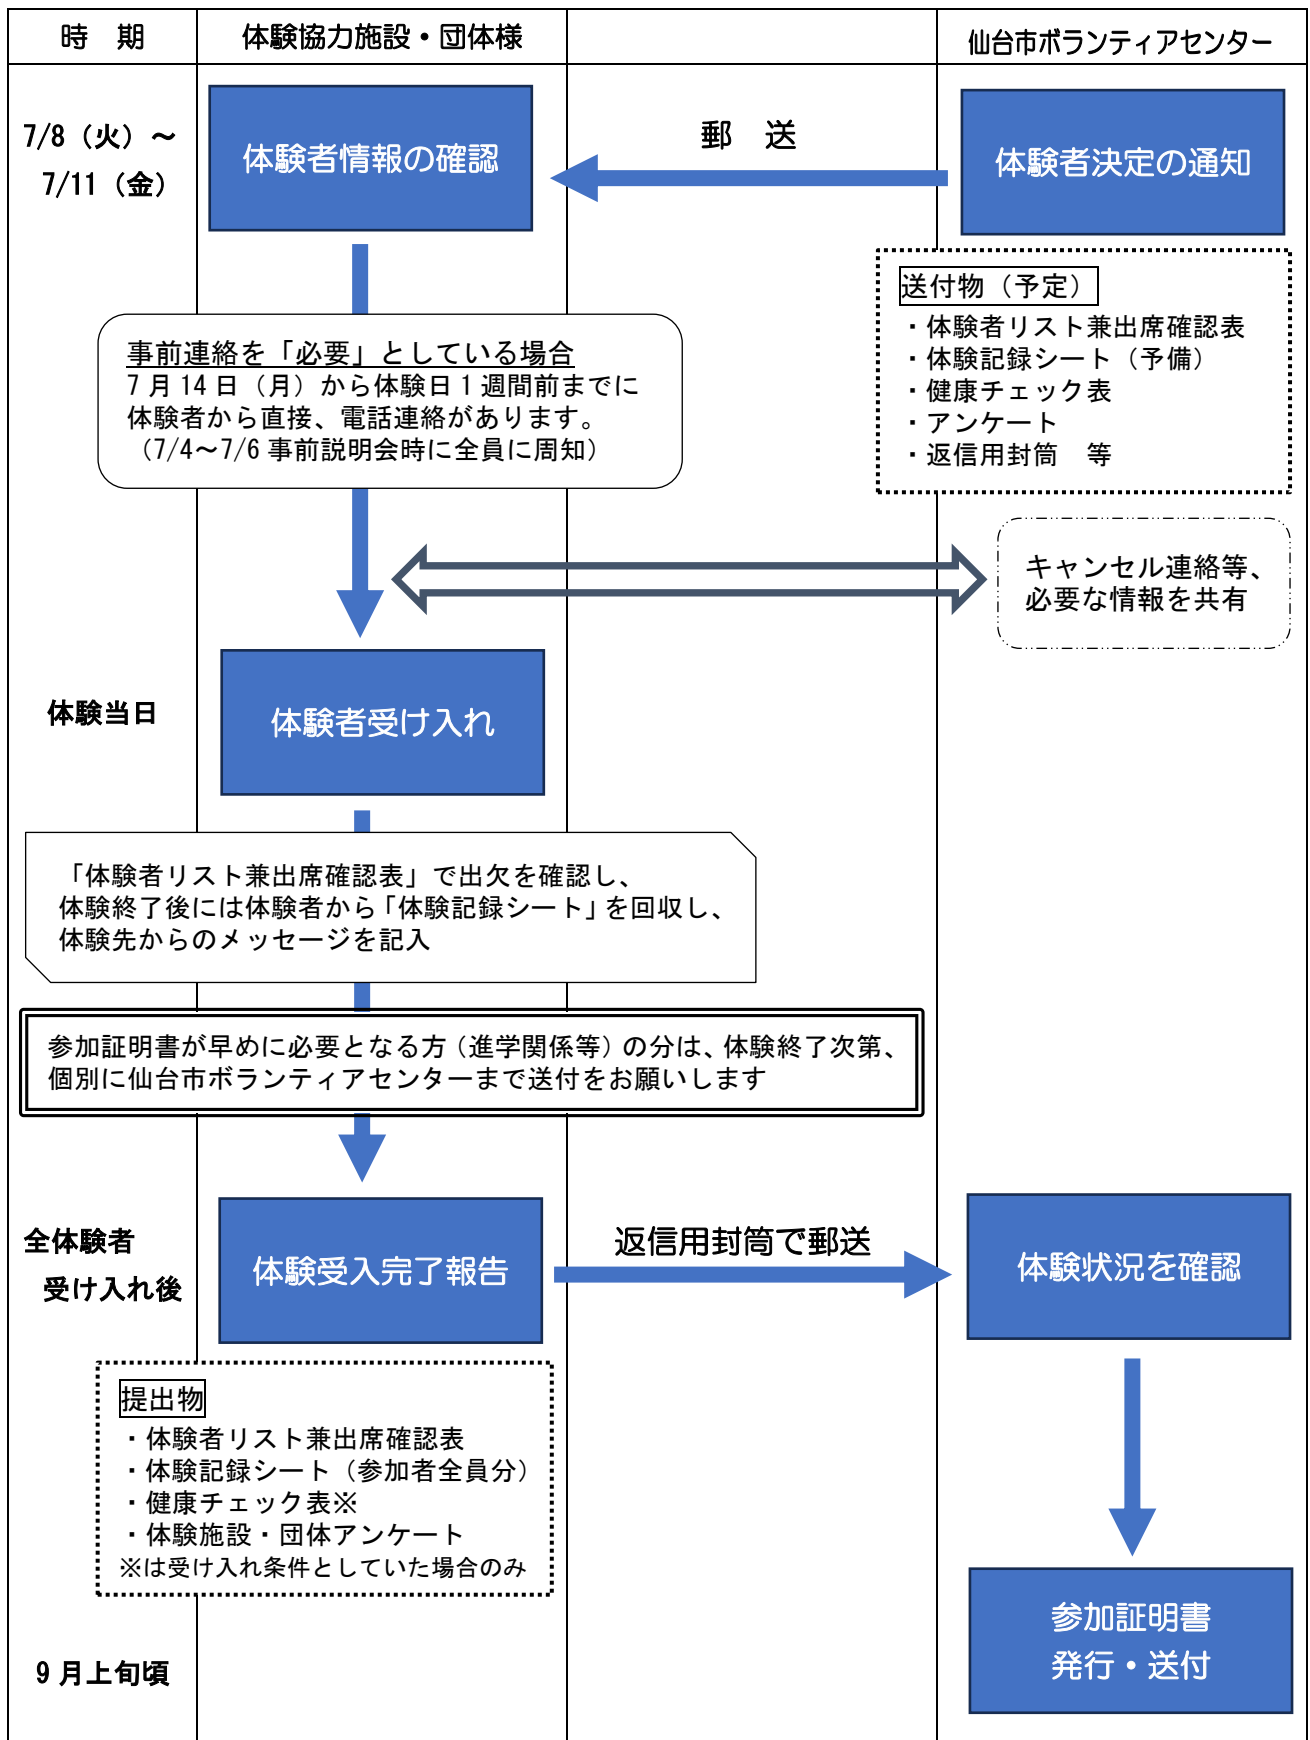 時　期
体験協力施設・団体様
仙台市ボランティアセンター
7/8（火）～
7/11（金）
体験者情報の確認
郵　送
体験者決定の通知
送付物（予定）
・体験者リスト兼出席確認表
・体験記録シート（予備）
・健康チェック表
・アンケート
・返信用封筒　等
事前連絡を「必要」としている場合
7月14日（月）から体験日1週間前までに
体験者から直接、電話連絡があります。
（7/4～7/6事前説明会時に全員に周知）
キャンセル連絡等、
必要な情報を共有
体験当日
体験者受け入れ
「体験者リスト兼出席確認表」で出欠を確認し、
体験終了後には体験者から「体験記録シート」を回収し、
体験先からのメッセージを記入
参加証明書が早めに必要となる方（進学関係等）の分は、体験終了次第、
個別に仙台市ボランティアセンターまで送付をお願いします
全体験者
受け入れ後
体験受入完了報告
返信用封筒で郵送
体験状況を確認
提出物
・体験者リスト兼出席確認表
・体験記録シート（参加者全員分）
・健康チェック表※
・体験施設・団体アンケート
※は受け入れ条件としていた場合のみ
9月上旬頃
参加証明書
発行・送付